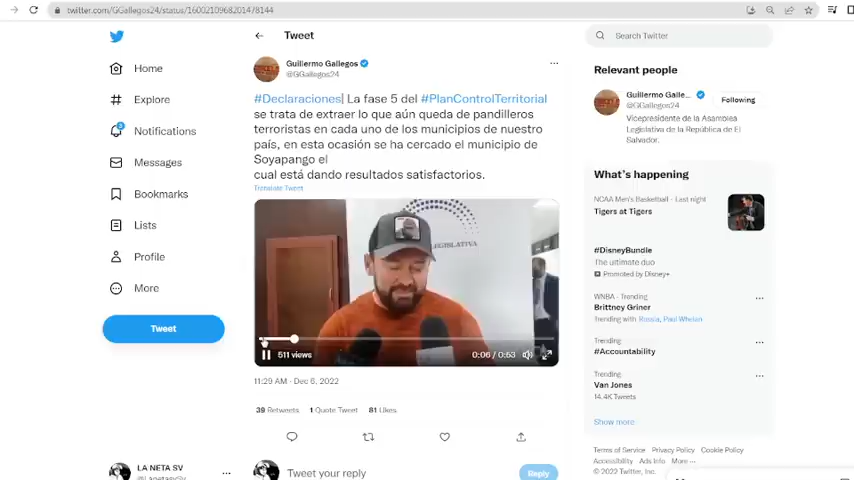 twitter.com/GGallegos24/status/1600210968201478144
Home
Explore
Notifications
Messages
Bookmarks
Lists
Profile
More
Tweet
LA NETA SV
Tweet
Guillermo Gallegos
@GGallegos24
#Declaraciones| La fase 5 del #PlanControlTerritorial
se trata de extraer lo que aún queda de pandilleros
terroristas en cada uno de los municipios de nuestro
país, en esta ocasión se ha cercado el municipio de
Soyapango el
cual está dando resultados satisfactorios.
Translate Tweet
LEGISLATIVA
511 views
0:06 / 0:53
11:29 AM · Dec 6, 2022
39 Retweets 1 Quote Tweet 81 Likes
Tweet your reply
Reply
Search Twitter
Relevant people
Guillermo Galle...
@GGallegos24
Following
Vicepresidente de la Asamblea
Legislativa de la República de El
Salvador.
What's happening
NCAA Men's Basketball · Last night
Tigers at Tigers
#DisneyBundle
The ultimate duo
Promoted by Disney+
WNBA · Trending
Brittney Griner
Trending with Russia, Paul Whelan
Trending
#Accountability
Trending
Van Jones
14.4K Tweets
Show more
Terms of Service Privacy Policy Cookie Policy
Accessibility Ads Info More ···
© 2022 Twitter, Inc.